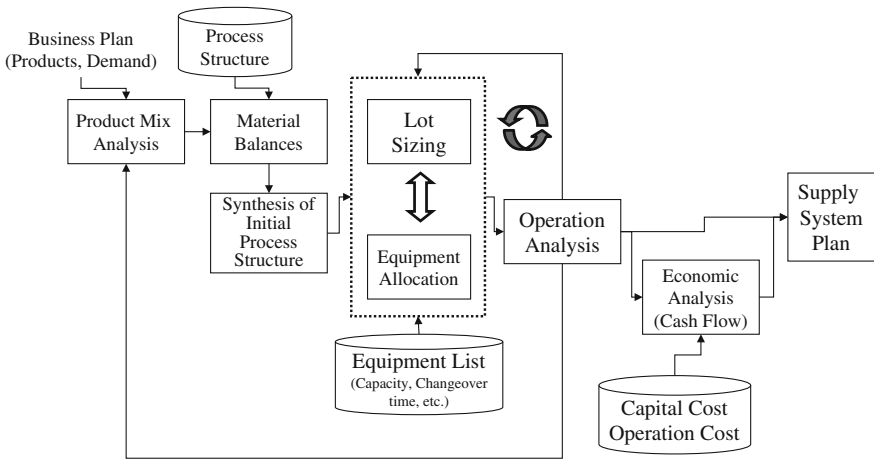 Business Plan
(Products, Demand)
Process
Structure
Product Mix
Analysis
Material
Balances
Lot
Sizing
Synthesis of
Initial
Process
Structure
Equipment
Allocation
Operation
Analysis
Supply
System
Plan
Economic
Analysis
(Cash Flow)
Equipment List
(Capacity, Changeover
time, etc.)
Capital Cost
Operation Cost